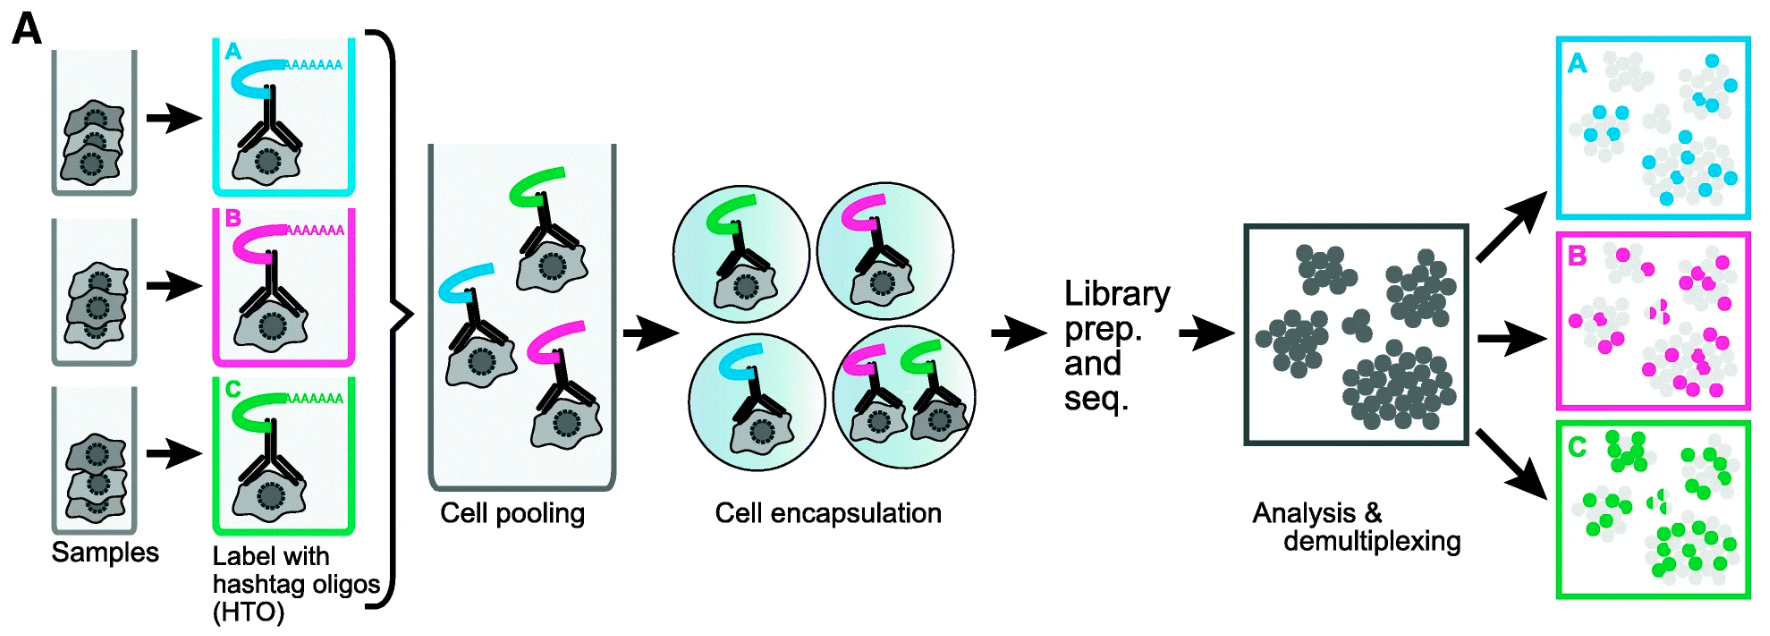 A
A
AAAAAAA
B
AAAAAAA
C
AAAAAAA
Samples
Label with
hashtag oligos
(HTO)
Cell pooling
Cell encapsulation
Library
prep.
and
seq.
Analysis &
demultiplexing
A
B
C